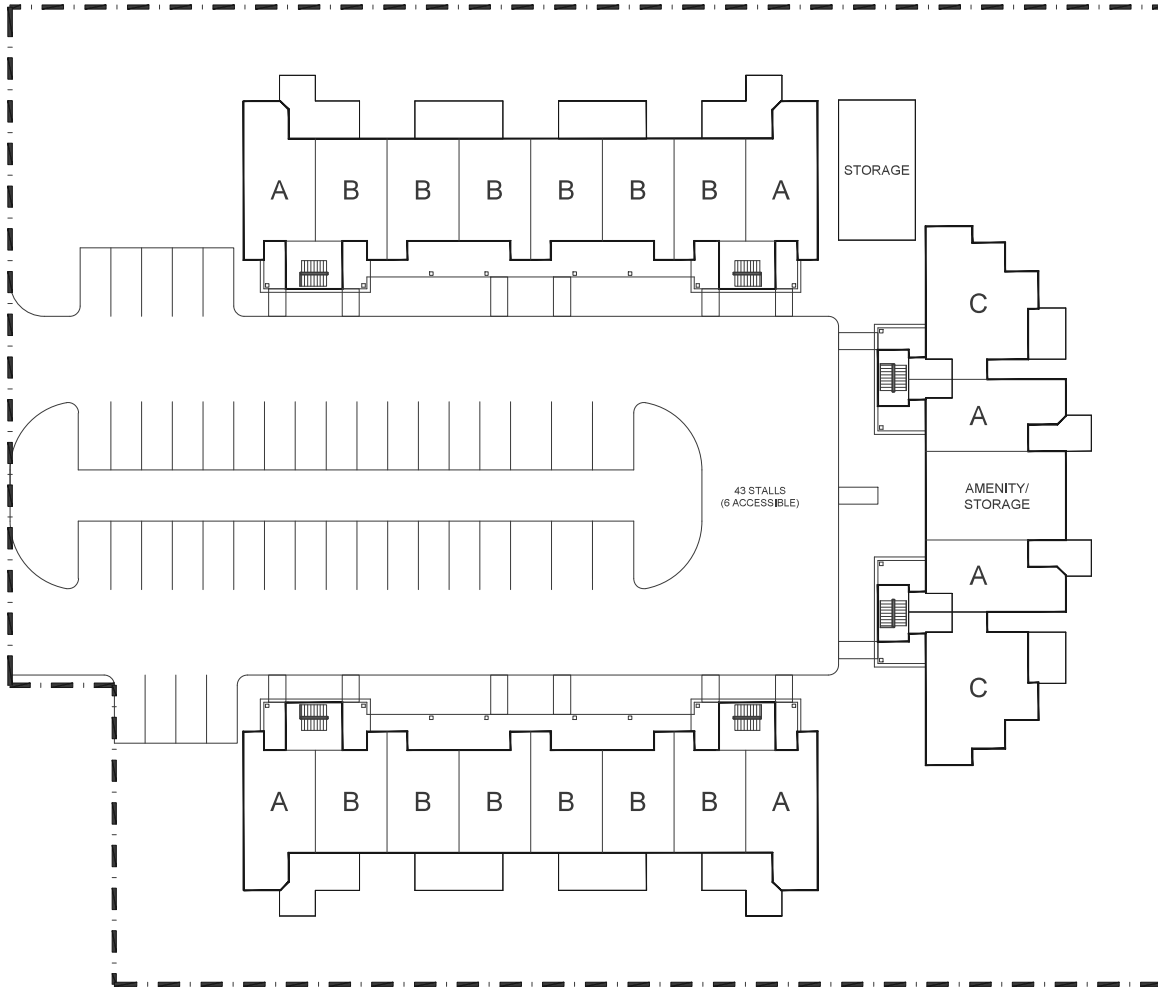 A B B B B B B A
STORAGE
C
A
43 STALLS
(6 ACCESSIBLE)
AMENITY/
STORAGE
A
C
A B B B B B B A